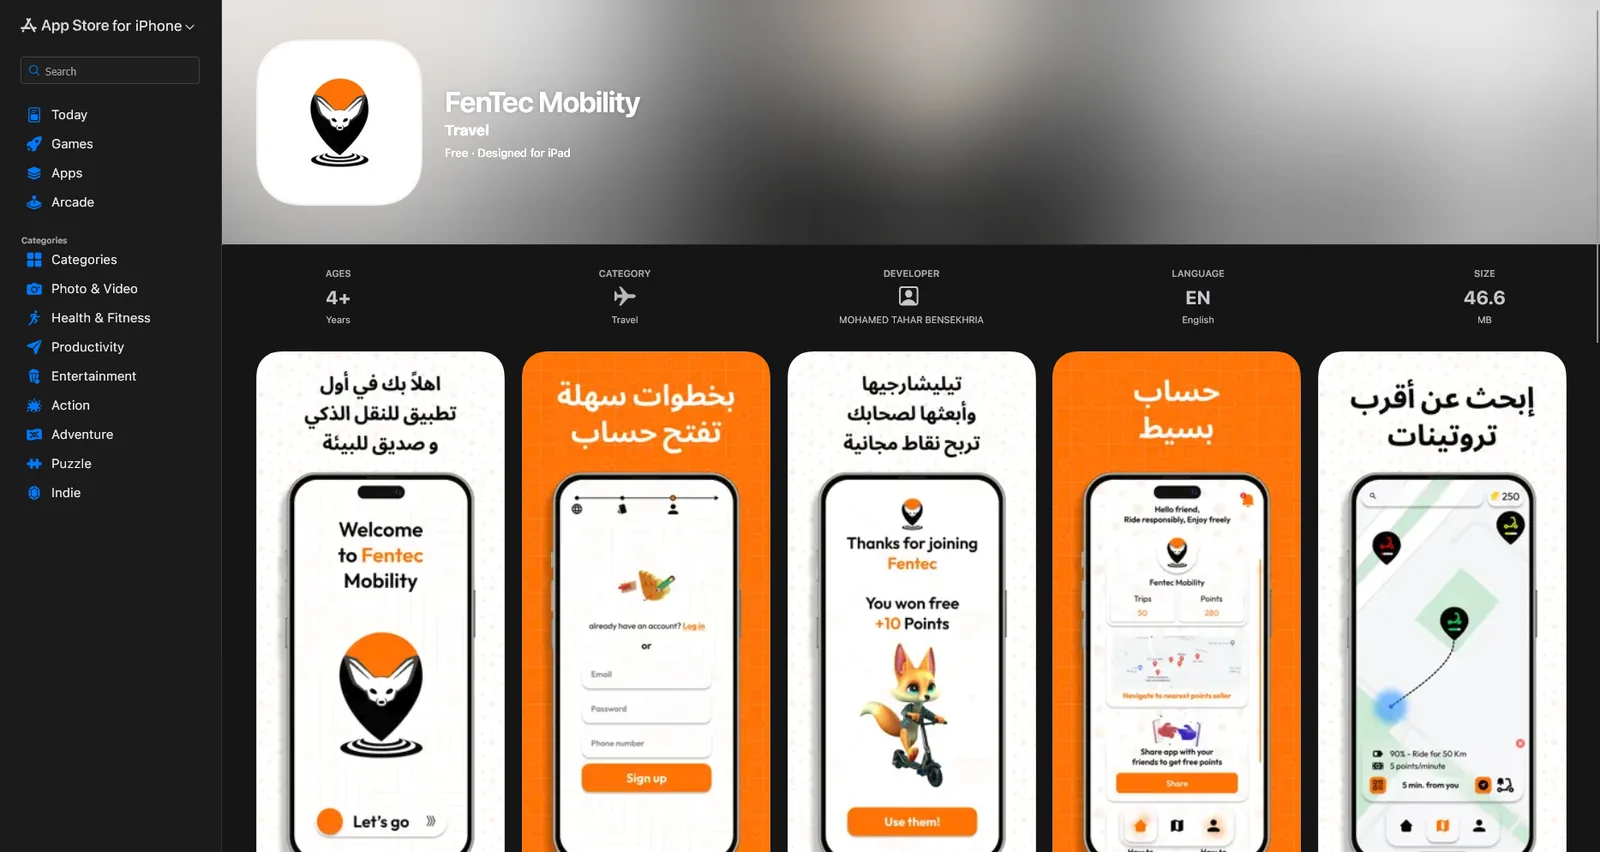 App Store for iPhone
Search
Today
Games
Apps
Arcade
Categories
Categories
Photo & Video
Health & Fitness
Productivity
Entertainment
Action
Adventure
Puzzle
Indie
FenTec Mobility
Travel
Free · Designed for iPad
AGES
4+
Years
CATEGORY
Travel
DEVELOPER
MOHAMED TAHAR BENSEKHRIA
LANGUAGE
EN
English
SIZE
46.6
MB
اهلاً بك في أول
تطبيق للنقل الذكي
و صديق للبيئة
Welcome
to Fentec
Mobility
Let's go
بخطوات سهلة
تفتح حساب
already have an account? Log in
or
Email
Password
Phone number
Sign up
تيليشارجيها
وأبعثها لصحابك
تربح نقاط مجانية
Thanks for joining
Fentec
You won free
+10 Points
Use them!
حساب
بسيط
Hello friend,
Ride responsibly, Enjoy freely
Fentec Mobility
Trips
Points
50
280
Navigate to nearest points seller
Share app with your
friends to get free points
Share
إبحث عن أقرب
تروتينات
250
90% - Ride for 50 Km
5 points/minute
5 min. from you